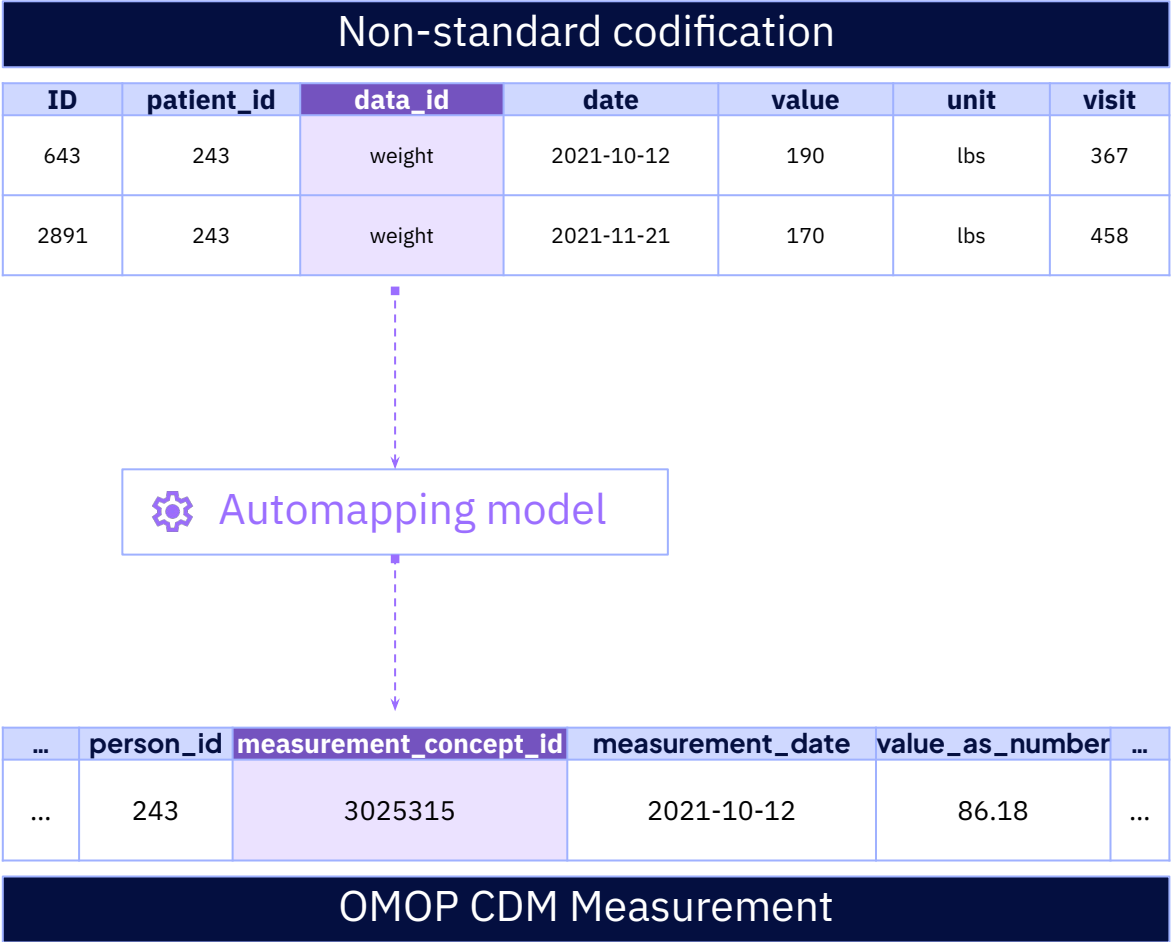 Non-standard codification
ID patient_id data_id date value unit visit
643 243 weight 2021-10-12 190 lbs 367
2891 243 weight 2021-11-21 170 lbs 458
Automapping model
... person_id measurement_concept_id measurement_date value_as_number ...
... 243 3025315 2021-10-12 86.18 ...
OMOP CDM Measurement